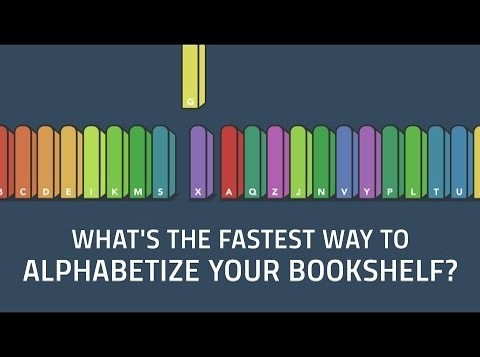 G
B C D E I K M S X A Q Z J N V Y P L T U
WHAT'S THE FASTEST WAY TO
ALPHABETIZE YOUR BOOKSHELF?